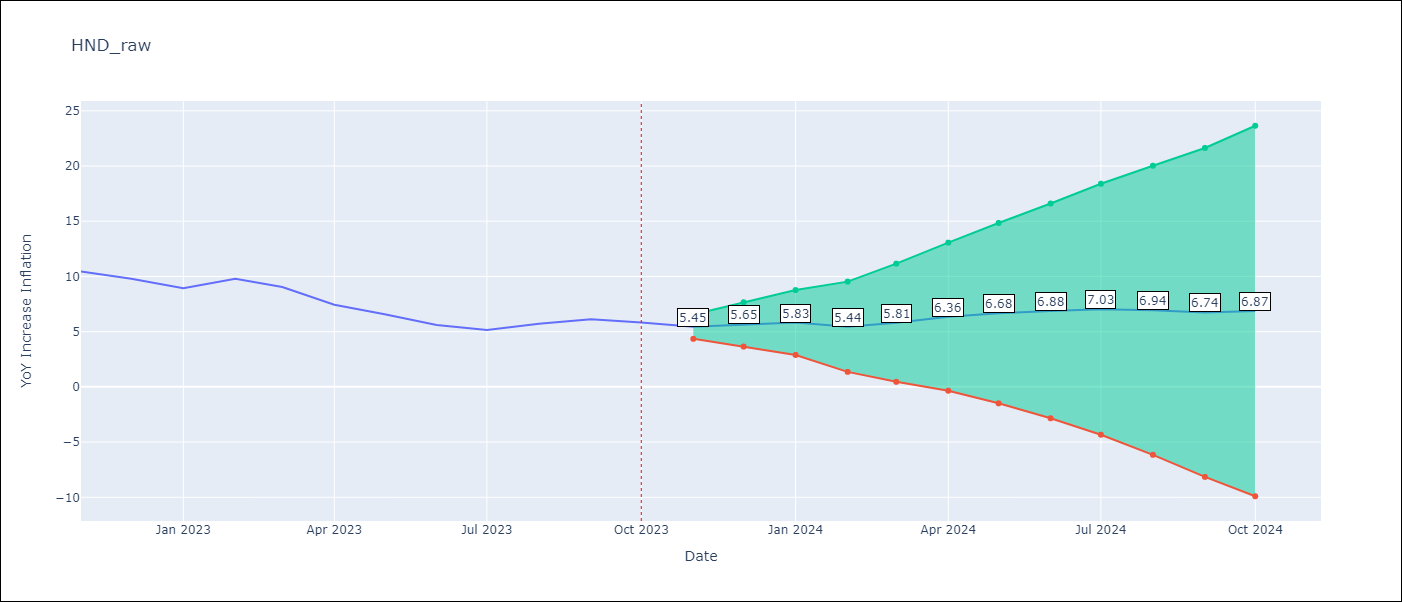 HND_raw
YoY Increase Inflation
25
20
15
10
5
0
−5
−10
5.45
5.65
5.83
5.44
5.81
6.36
6.68
6.88
7.03
6.94
6.74
6.87
Jan 2023
Apr 2023
Jul 2023
Oct 2023
Jan 2024
Apr 2024
Jul 2024
Oct 2024
Date